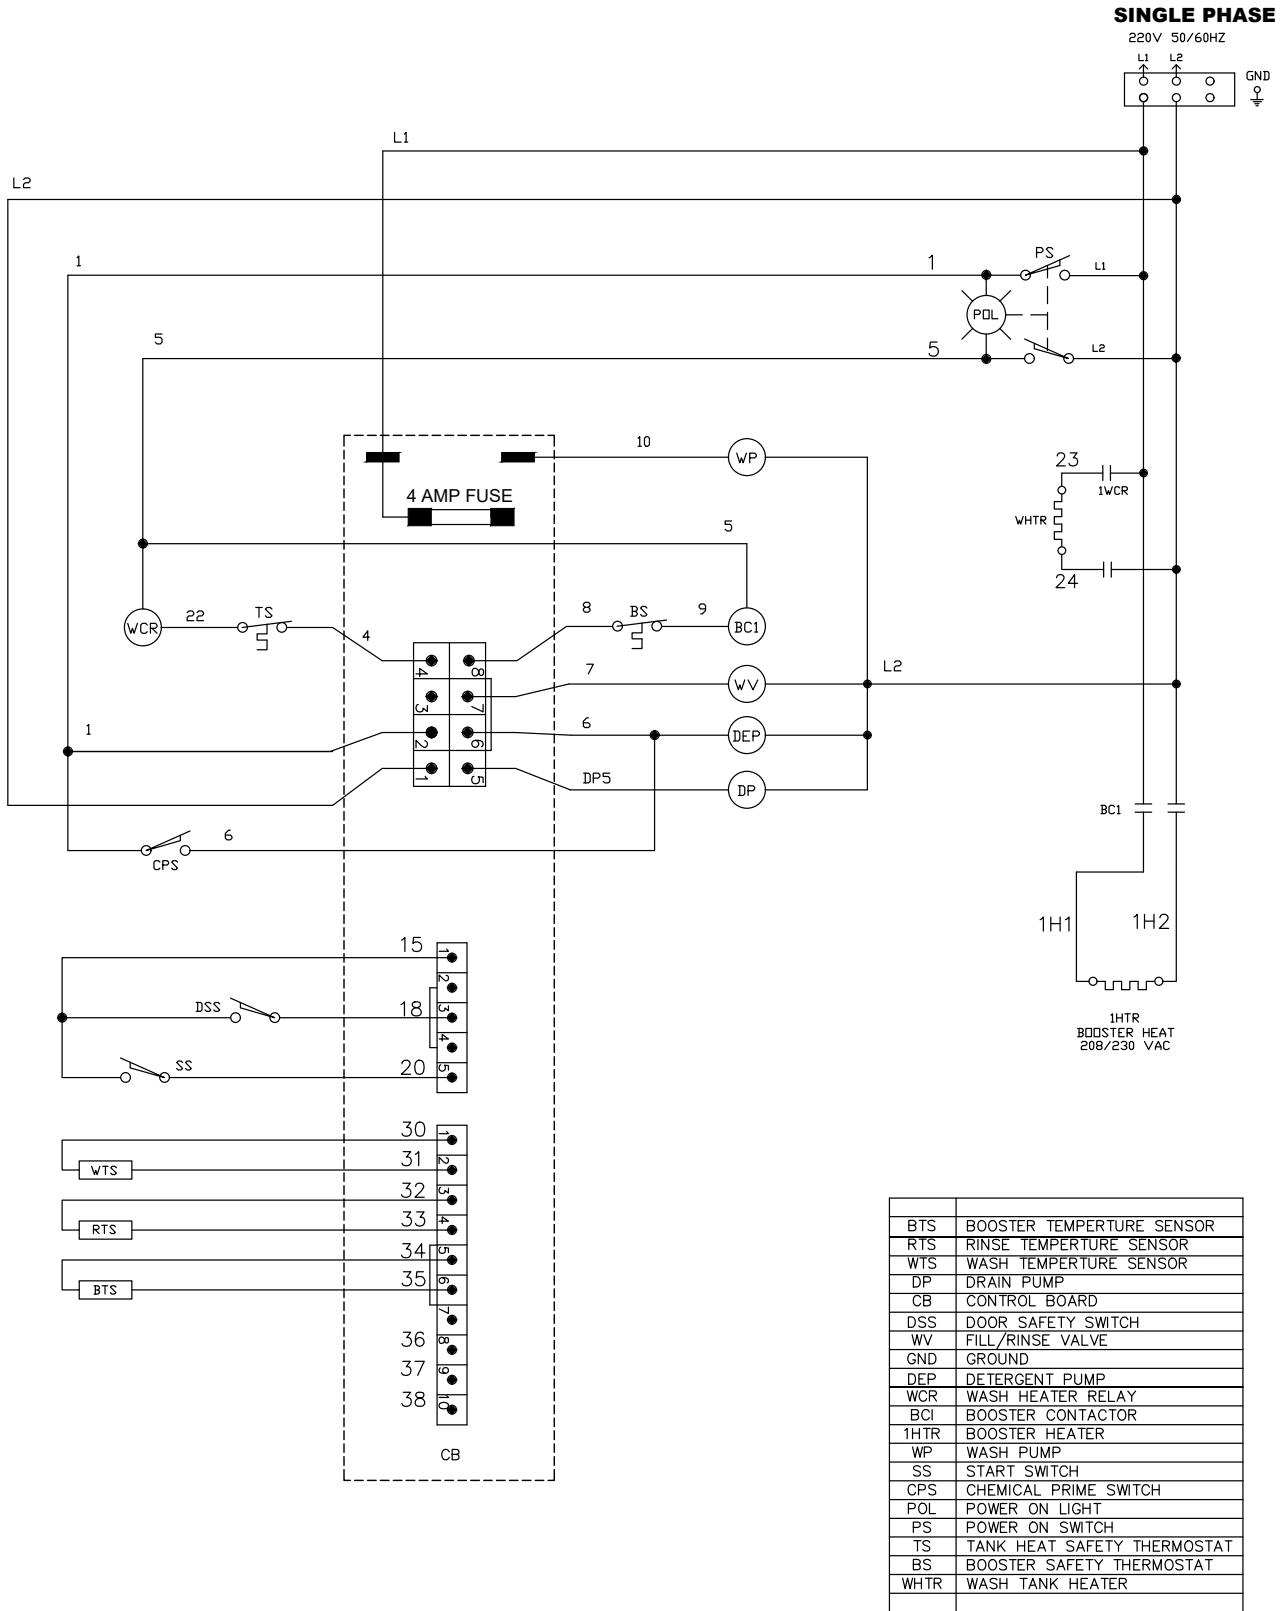 SINGLE PHASE
220V 50/60HZ
L1 L2
GND
L1
L2
1
1
PS
L1
POL
5
5
L2
10
WP
23
1WCR
4 AMP FUSE
WHTR
5
24
WCR
22
TS
4
8
BS
9
BC1
4 8
7
WV
L2
3 7
1
6
DEP
2 6
DP5
DP
1 5
BC1
6
CPS
1H1
1H2
15
1
2
DSS
18
3
4
SS
20
5
1HTR
BOOSTER HEAT
208/230 VAC
30
1
31
2
WTS
32
3
33
4
RTS
34
5
35
6
BTS
7
36
8
37
9
38
10
CB
BTS BOOSTER TEMPERTURE SENSOR
RTS RINSE TEMPERTURE SENSOR
WTS WASH TEMPERTURE SENSOR
DP DRAIN PUMP
CB CONTROL BOARD
DSS DOOR SAFETY SWITCH
WV FILL/RINSE VALVE
GND GROUND
DEP DETERGENT PUMP
WCR WASH HEATER RELAY
BCI BOOSTER CONTACTOR
1HTR BOOSTER HEATER
WP WASH PUMP
SS START SWITCH
CPS CHEMICAL PRIME SWITCH
POL POWER ON LIGHT
PS POWER ON SWITCH
TS TANK HEAT SAFETY THERMOSTAT
BS BOOSTER SAFETY THERMOSTAT
WHTR WASH TANK HEATER